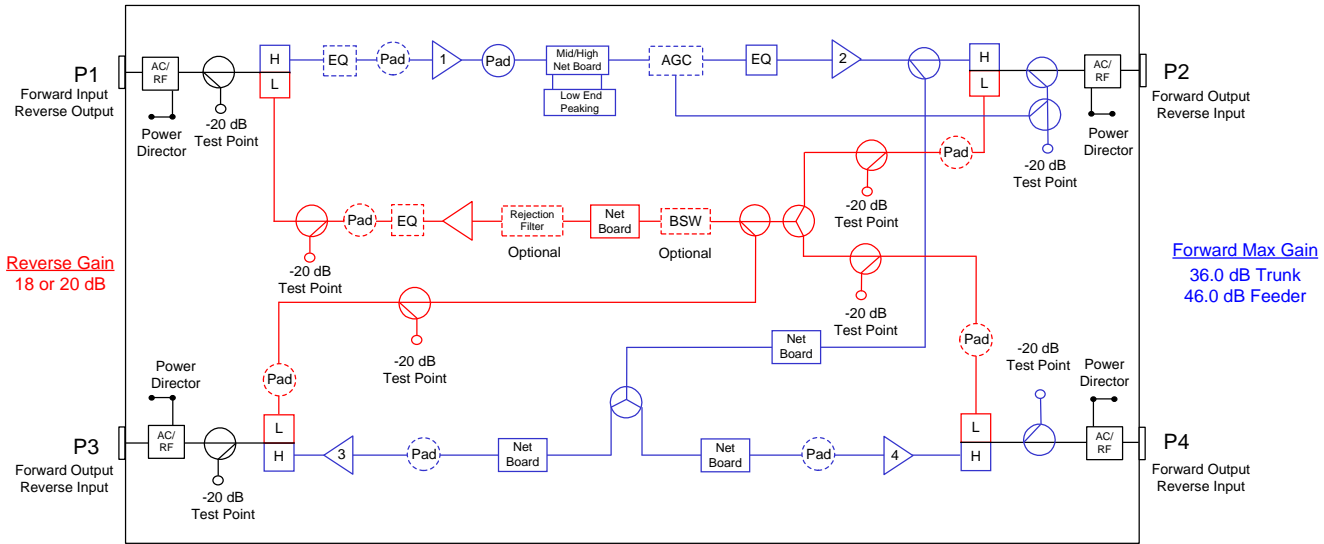 P1
Forward Input
Reverse Output
AC/
RF
Power
Director
-20 dB
Test Point
H
L
EQ
Pad
1
Pad
Mid/High
Net Board
Low End
Peaking
AGC
EQ
2
H
L
-20 dB
Test Point
AC/
RF
Power
Director
P2
Forward Output
Reverse Input
Pad
-20 dB
Test Point
-20 dB
Test Point
Pad
EQ
Rejection
Filter
Optional
Net
Board
BSW
Optional
Reverse Gain
18 or 20 dB
-20 dB
Test Point
-20 dB
Test Point
Forward Max Gain
36.0 dB Trunk
46.0 dB Feeder
Net
Board
Pad
Pad
-20 dB
Test Point
Power
Director
Power
Director
P3
Forward Output
Reverse Input
AC/
RF
-20 dB
Test Point
L
H
3
Pad
Net
Board
Net
Board
Pad
4
L
H
AC/
RF
P4
Forward Output
Reverse Input